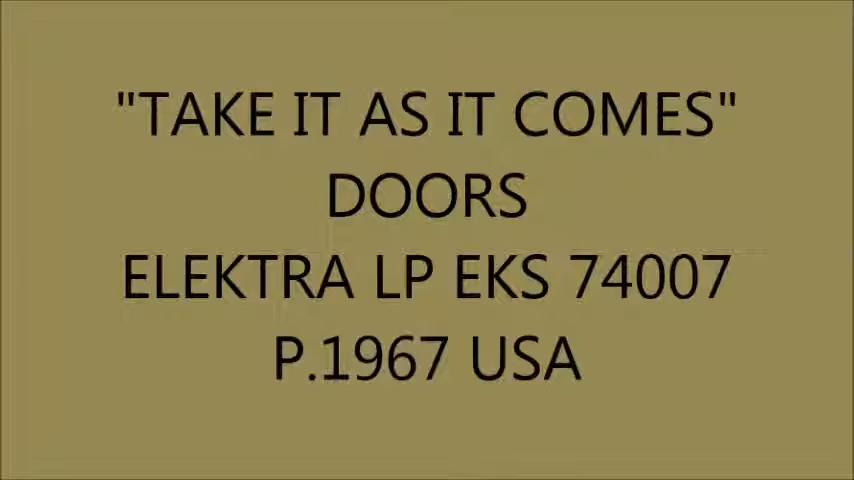 "TAKE IT AS IT COMES"
DOORS
ELEKTRA LP EKS 74007
P.1967 USA